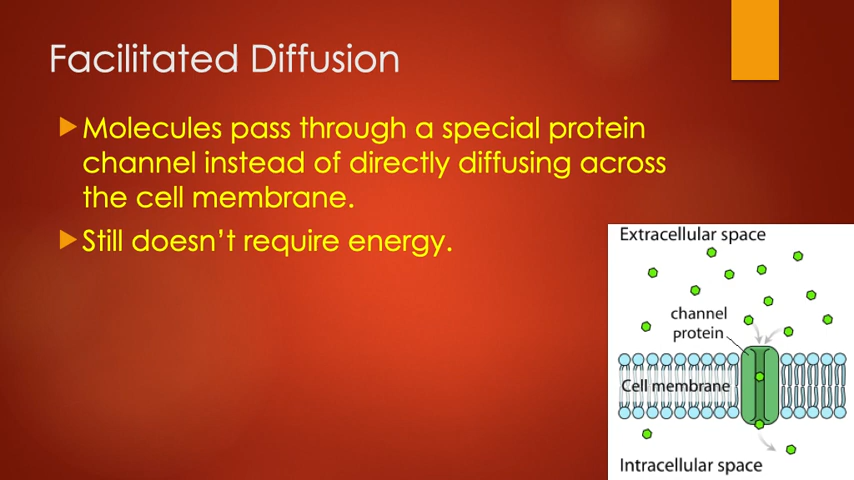 Facilitated Diffusion
Molecules pass through a special protein
channel instead of directly diffusing across
the cell membrane.
Still doesn’t require energy.
Extracellular space
channel
protein
Cell membrane
Intracellular space